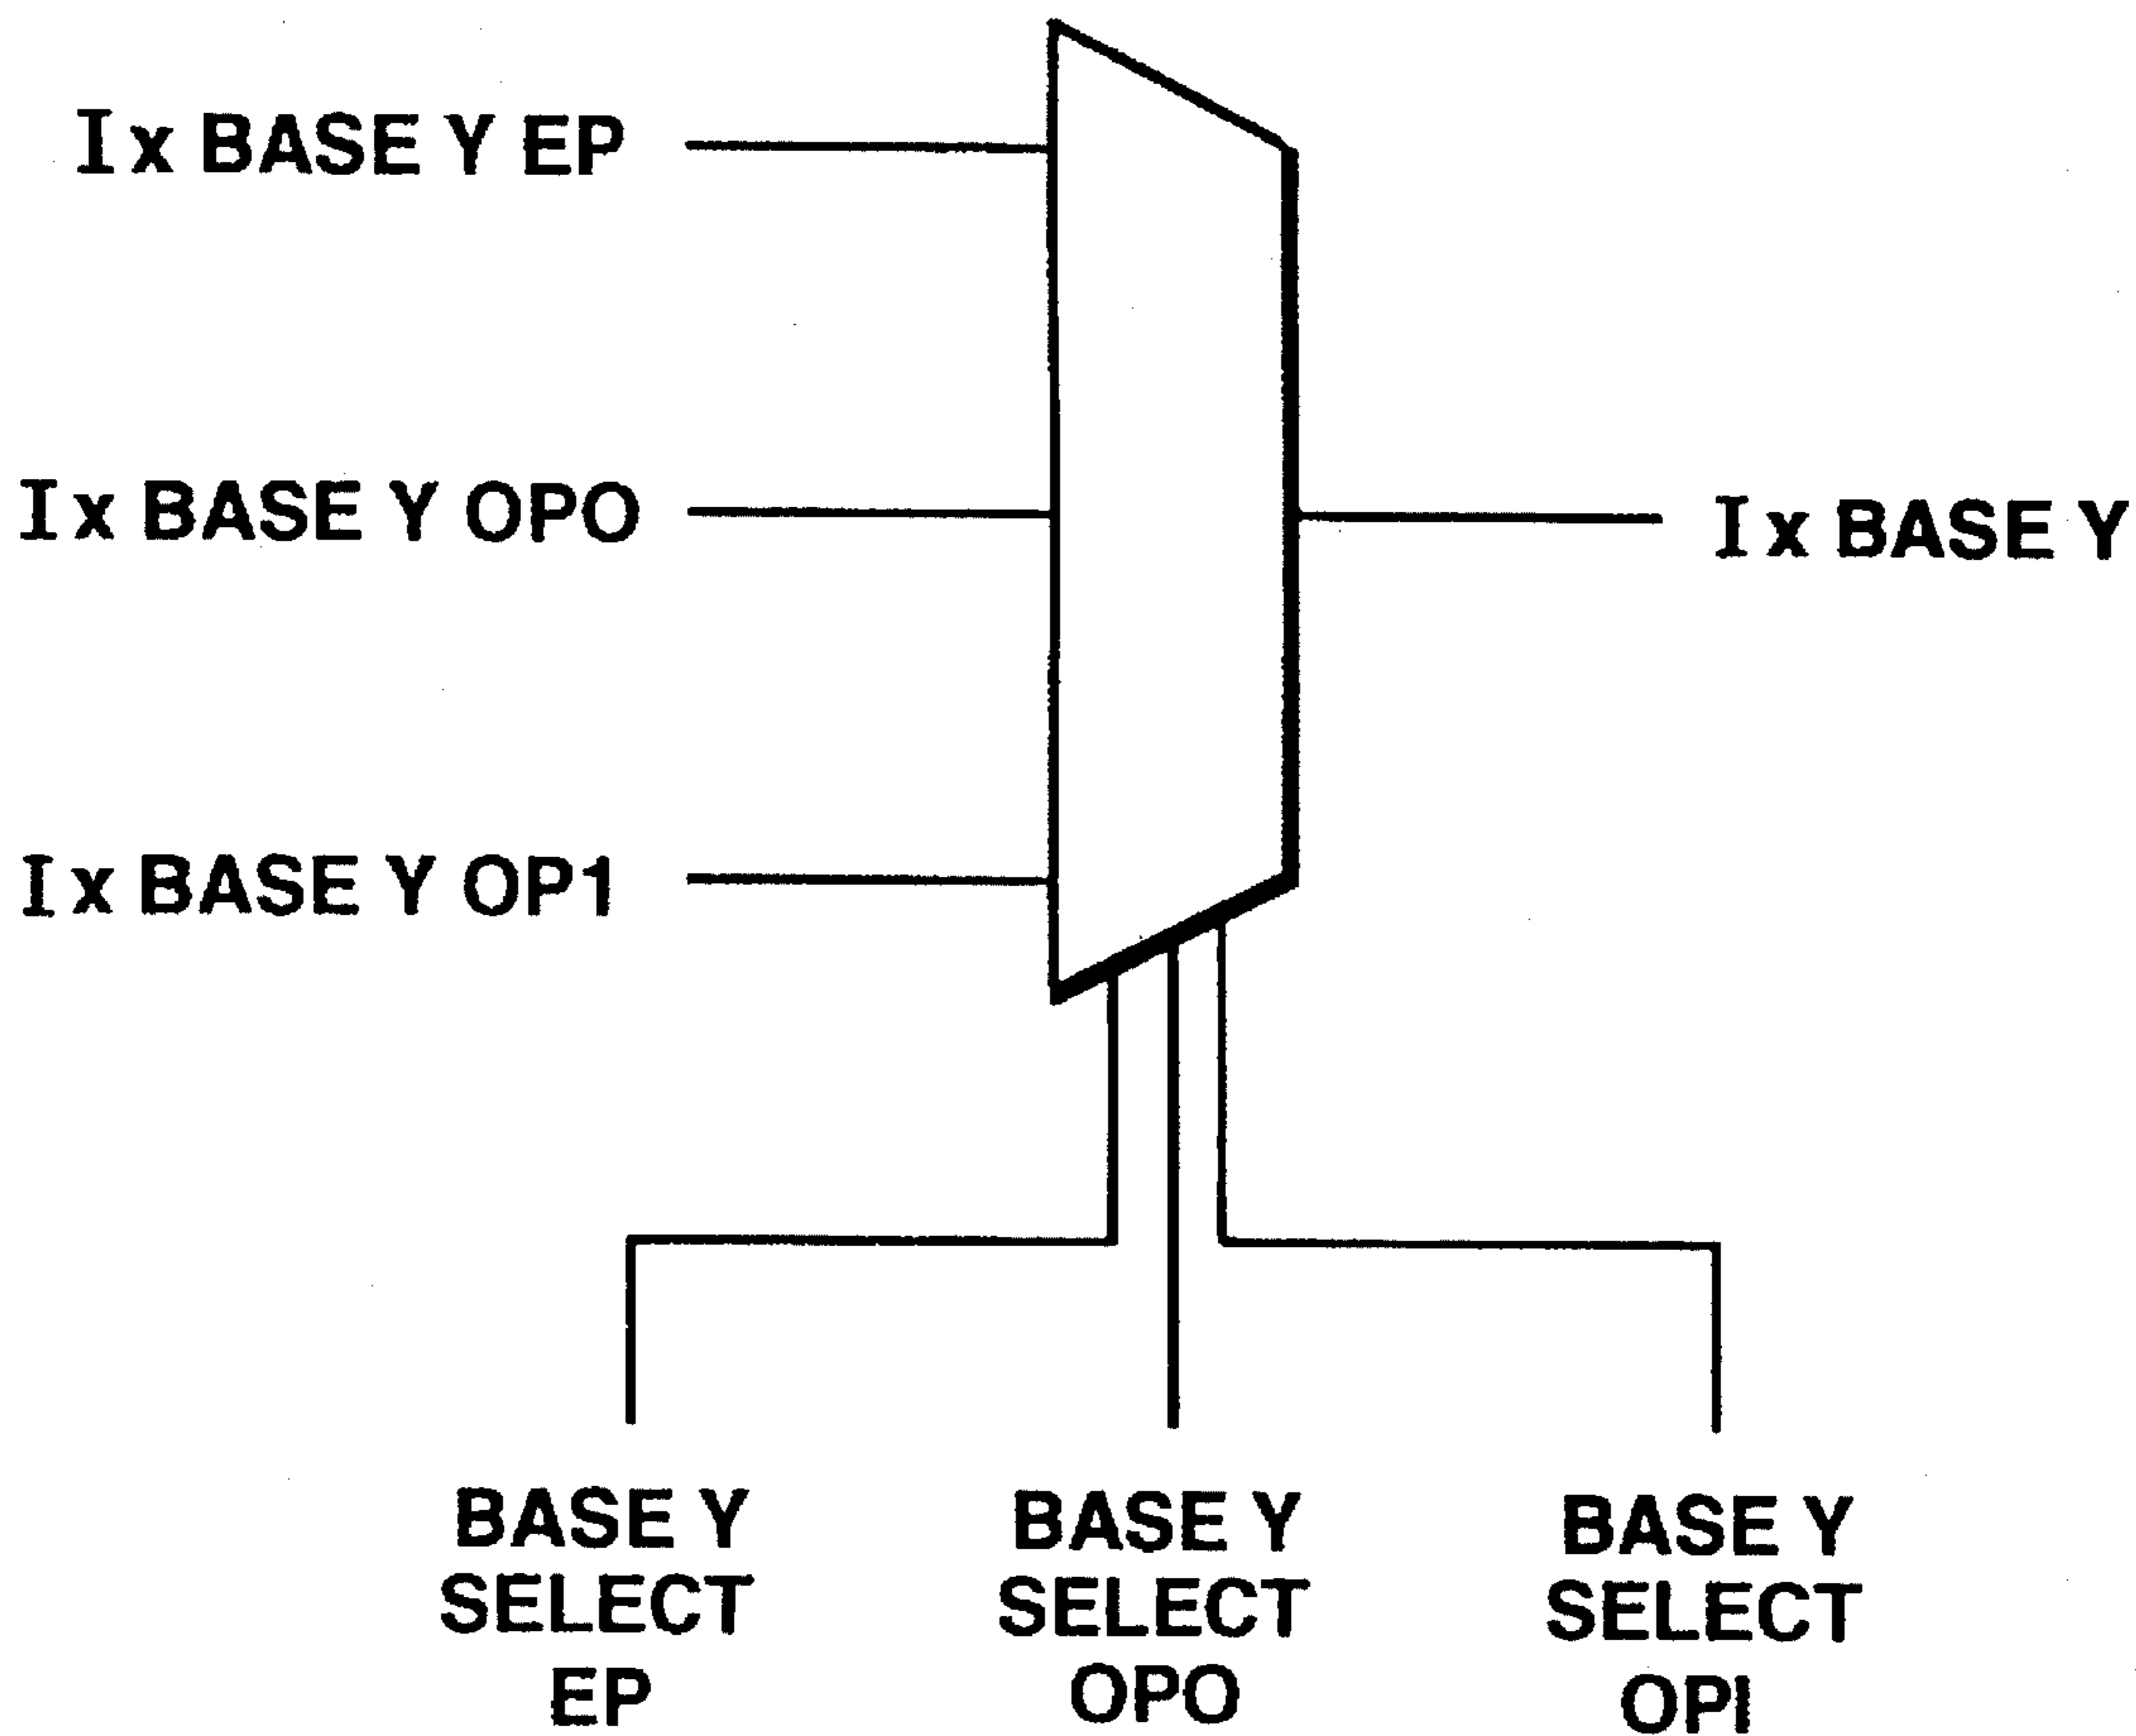 Ix BASE Y EP
Ix BASE Y OPO
Ix BASE Y
Ix BASE Y OP1
BASE Y
SELECT
EP
BASE Y
SELECT
OPO
BASE Y
SELECT
OPI